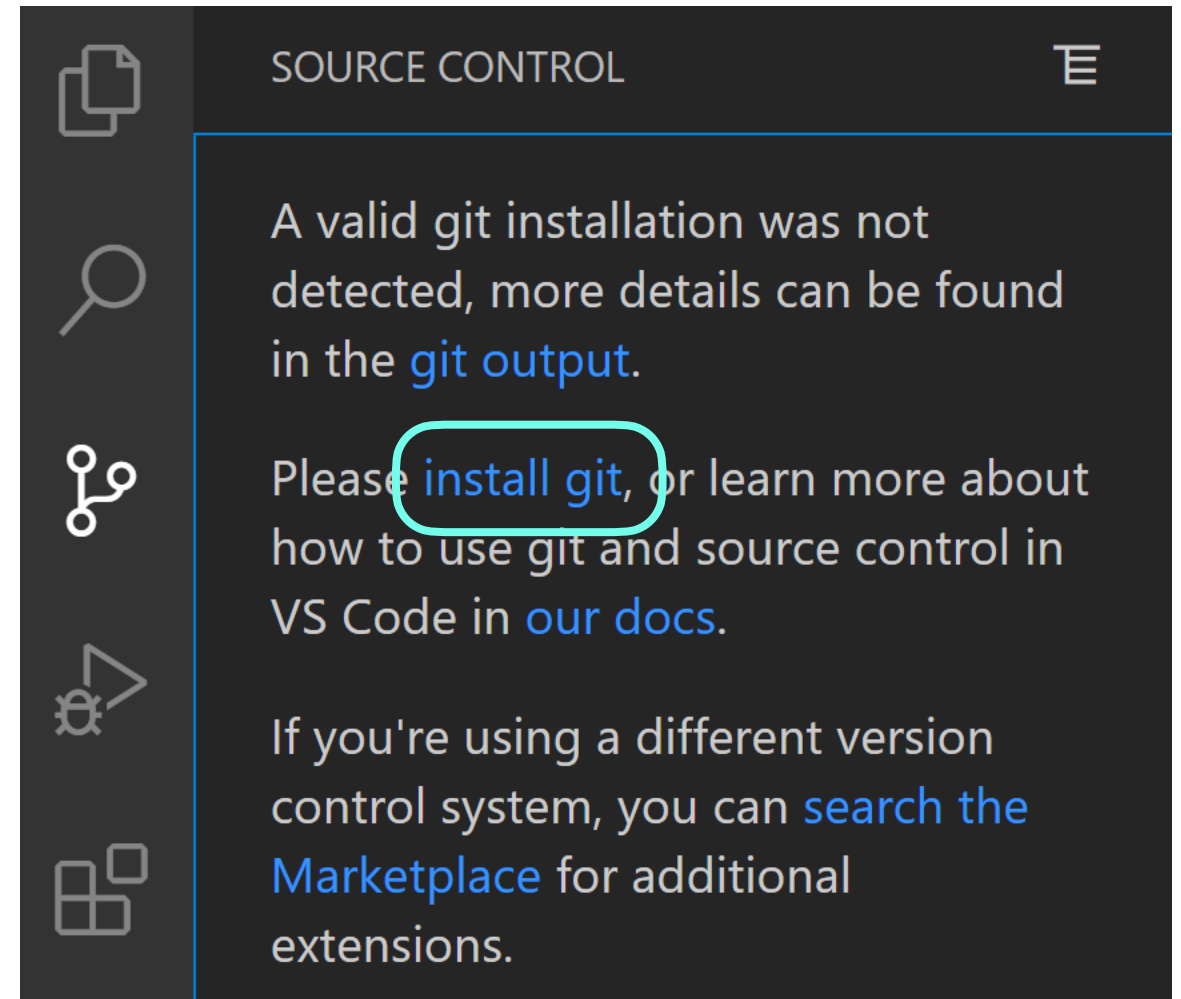 SOURCE CONTROL
A valid git installation was not
detected, more details can be found
in the git output.
Please install git, or learn more about
how to use git and source control in
VS Code in our docs.
If you're using a different version
control system, you can search the
Marketplace for additional
extensions.